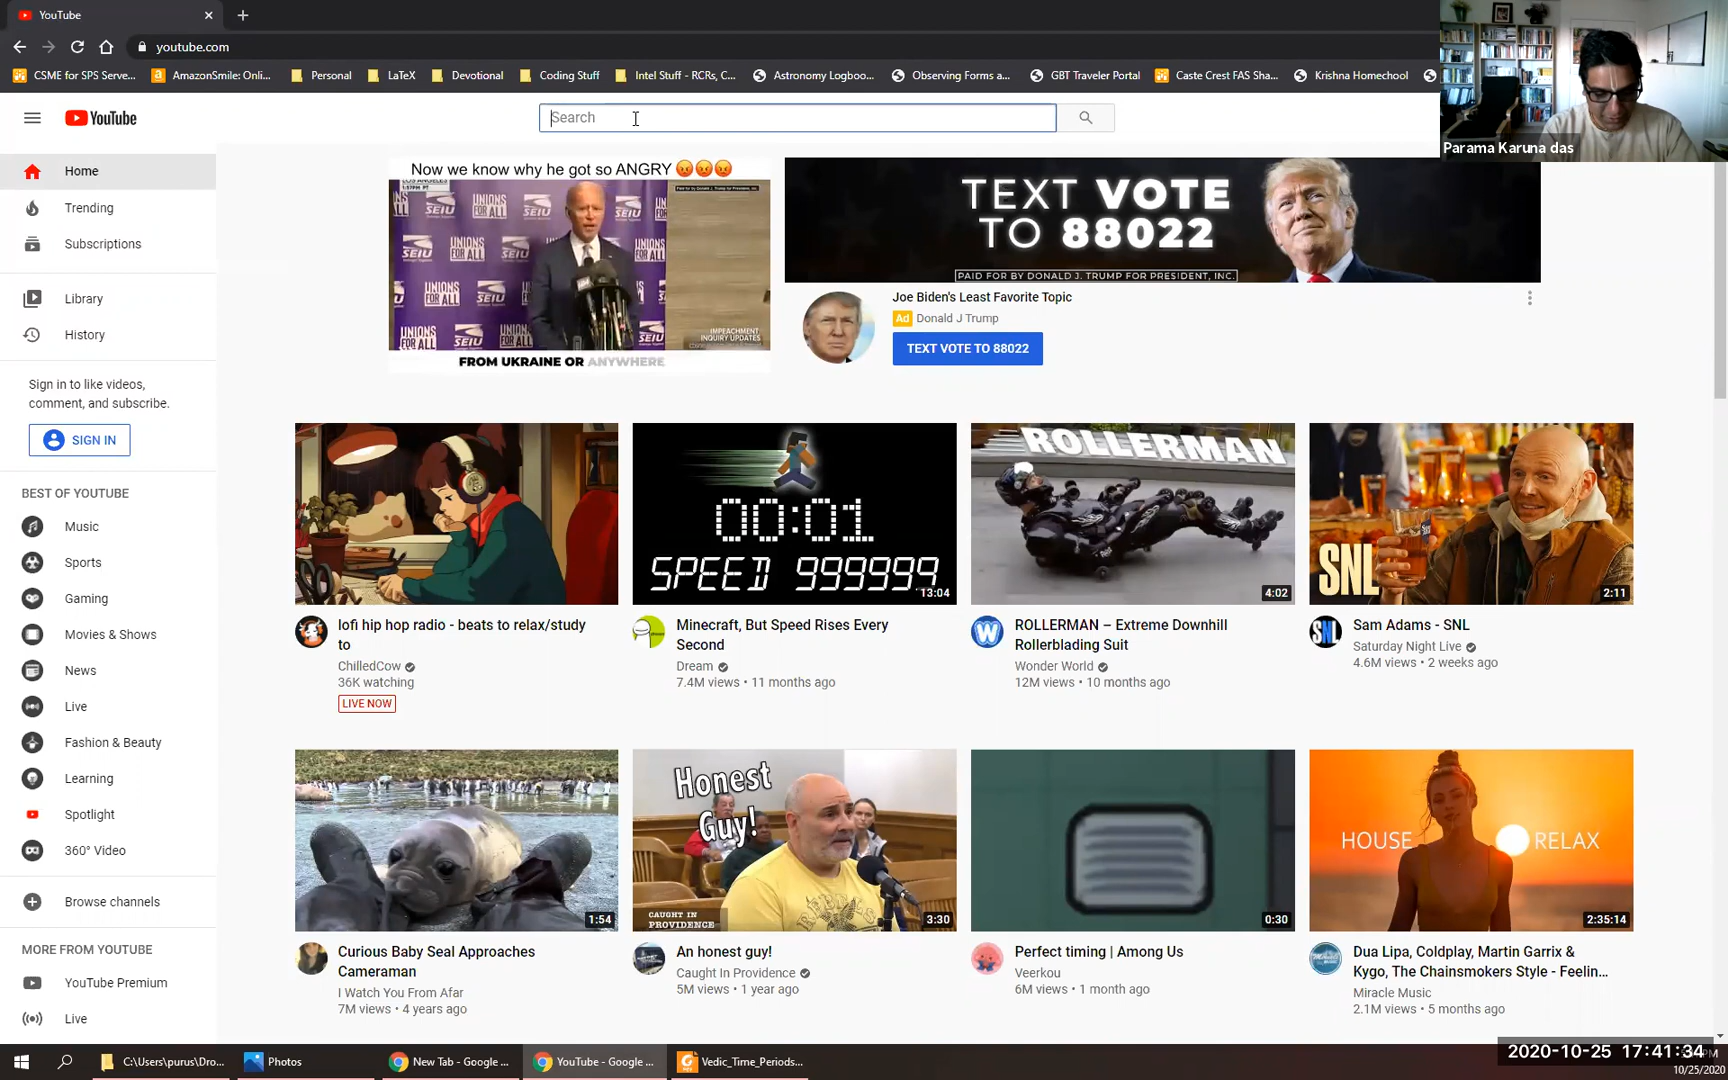 YouTube
youtube.com
CSME for SPS Serve...
AmazonSmile: Onli...
Personal
LaTeX
Devotional
Coding Stuff
Intel Stuff - RCRs, C...
Astronomy Logboo...
Observing Forms a...
GBT Traveler Portal
Caste Crest FAS Sha...
Krishna Homechool
Parama Karuna das
YouTube
Search
Home
Trending
Subscriptions
Library
History
Sign in to like videos,
comment, and subscribe.
SIGN IN
BEST OF YOUTUBE
Music
Sports
Gaming
Movies & Shows
News
Live
Fashion & Beauty
Learning
Spotlight
360° Video
Browse channels
MORE FROM YOUTUBE
YouTube Premium
Live
Now we know why he got so ANGRY 😡😡😡
SEIU
UNIONS FOR ALL
IMPEACHMENT
INQUIRY UPDATES
FROM UKRAINE OR ANYWHERE
TEXT VOTE
TO 88022
PAID FOR BY DONALD J. TRUMP FOR PRESIDENT, INC.
Joe Biden's Least Favorite Topic
Ad Donald J Trump
TEXT VOTE TO 88022
lofi hip hop radio - beats to relax/study
to
ChilledCow
36K watching
LIVE NOW
00:01
SPEED 999999
13:04
Minecraft, But Speed Rises Every
Second
Dream
7.4M views • 11 months ago
ROLLERMAN
4:02
ROLLERMAN – Extreme Downhill
Rollerblading Suit
Wonder World
12M views • 10 months ago
SNL
2:11
SNL
Sam Adams - SNL
Saturday Night Live
4.6M views • 2 weeks ago
1:54
Curious Baby Seal Approaches
Cameraman
I Watch You From Afar
7M views • 4 years ago
Honest
Guy!
CAUGHT IN
PROVIDENCE
3:30
An honest guy!
Caught In Providence
5M views • 1 year ago
0:30
Perfect timing | Among Us
Veerkou
6M views • 1 month ago
HOUSE RELAX
2:35:14
Dua Lipa, Coldplay, Martin Garrix &
Kygo, The Chainsmokers Style - Feelin...
Miracle Music
2.1M views • 5 months ago
C:\Users\purus\Dro...
Photos
New Tab - Google ...
YouTube - Google ...
Vedic_Time_Periods...
2020-10-25 17:41:34
10/25/2020